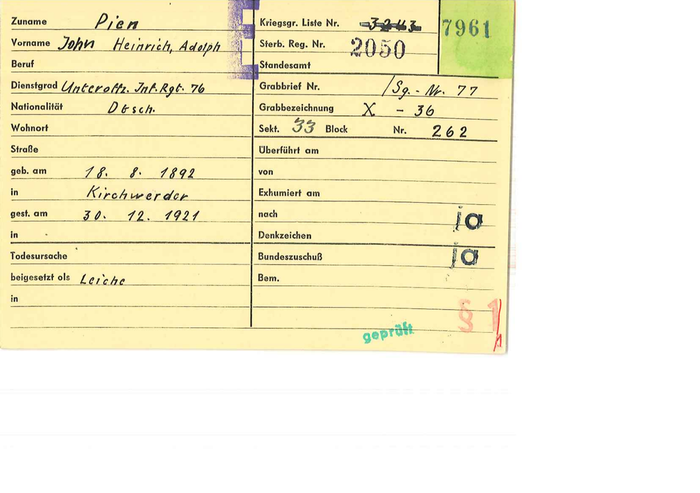 Zuname Pien
Vorname John Heinrich, Adolph
Beruf
Dienstgrad Unteroffz. Inf. Rgt. 76
Nationalität Dtsch.
Wohnort
Straße
geb. am 18. 8. 1892
in Kirchwerder
gest. am 30. 12. 1921
in
Todesursache
beigesetzt als Leiche
in
Kriegsgr. Liste Nr. 3243
7961
Sterb. Reg. Nr. 2050
Standesamt
Grabbrief Nr. /Sg.-Nr. 77
Grabbezeichnung X - 36
Sekt. 33 Block Nr. 262
Überführt am
von
Exhumiert am
nach ja
Denkzeichen
Bundeszuschuß ja
Bem.
§ 1
geprüft